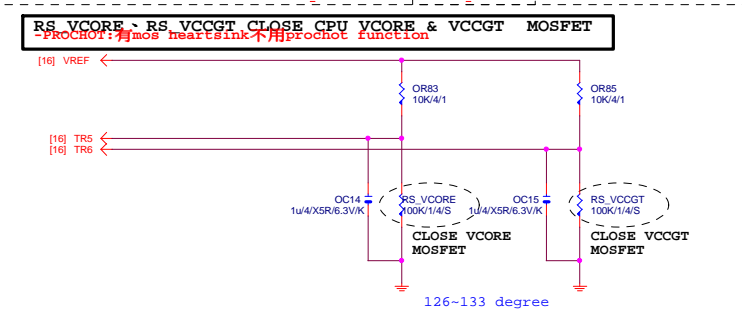 RS_VCORE、RS_VCCGT CLOSE CPU VCORE & VCCGT MOSFET
-PROCHOT:有mos heartsink不用prochot function
[16] VREF
OR83
10K/4/1
OR85
10K/4/1
[16] TR5
[16] TR6
OC14
1u/4/X5R/6.3V/K
RS_VCORE
100K/1/4/S
OC15
1u/4/X5R/6.3V/K
RS_VCCGT
100K/1/4/S
CLOSE VCORE
MOSFET
CLOSE VCCGT
MOSFET
126~133 degree